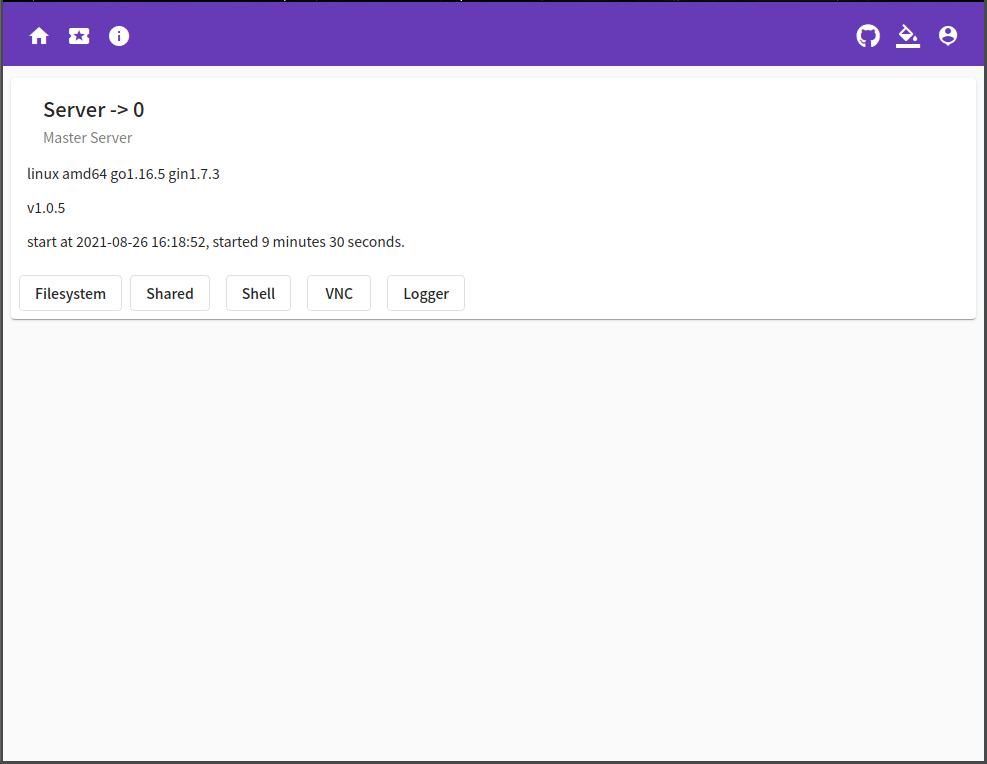 Server -> 0
Master Server
linux amd64 go1.16.5 gin1.7.3
v1.0.5
start at 2021-08-26 16:18:52, started 9 minutes 30 seconds.
Filesystem Shared Shell VNC Logger